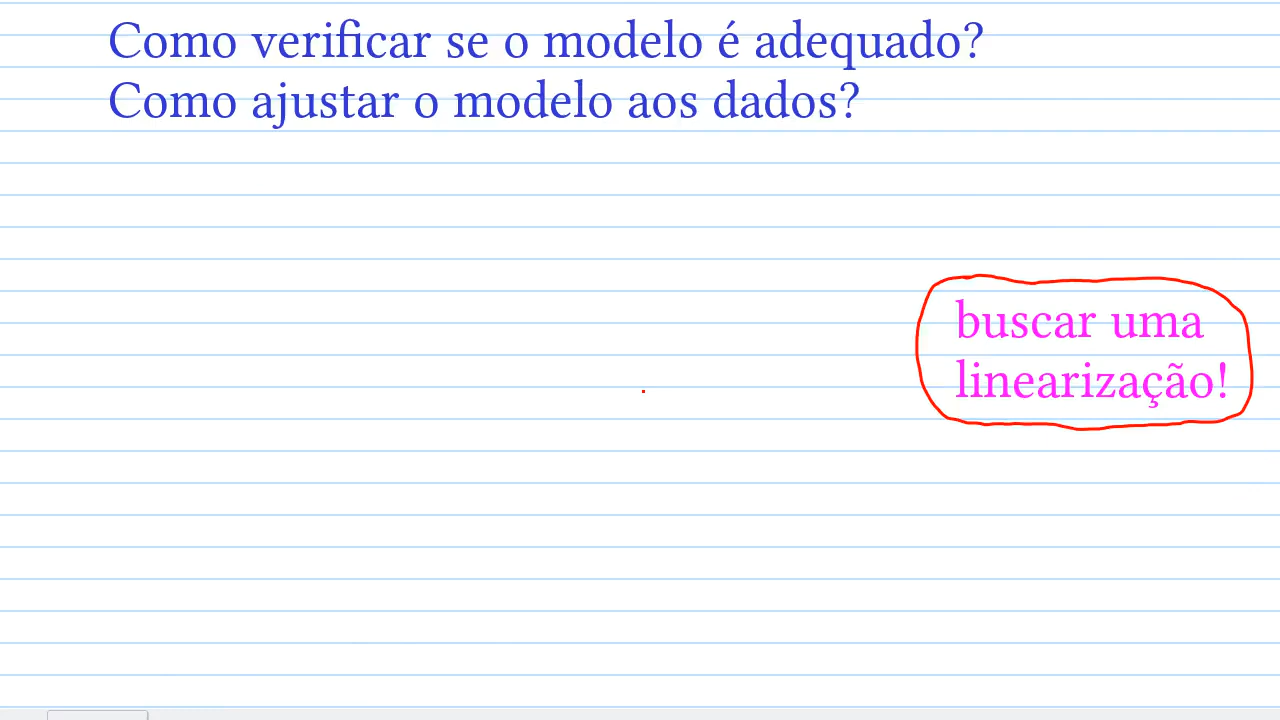 Como verificar se o modelo é adequado?
Como ajustar o modelo aos dados?
buscar uma
linearização!